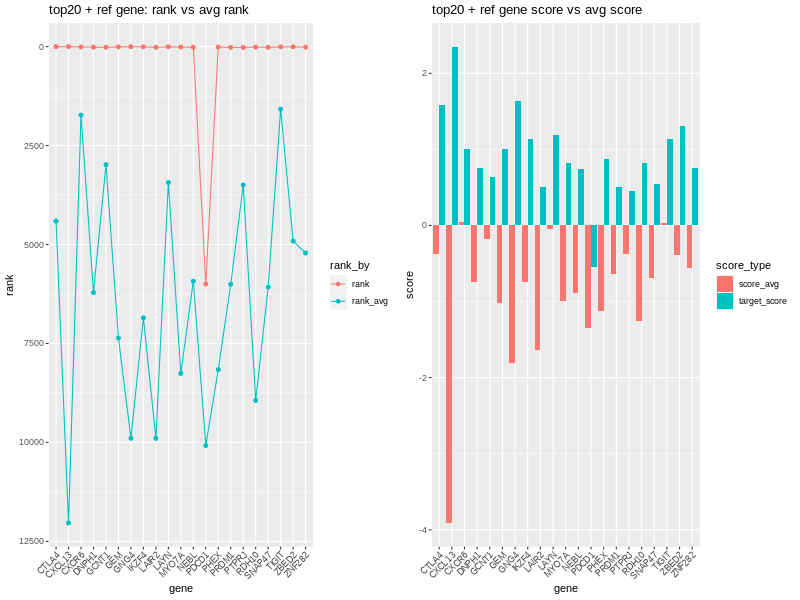 top20 + ref gene: rank vs avg rank
0
2500
5000
7500
10000
12500
rank
CTLA4
CXCL13
CXCR6
DNPH1
GCNT1
GEM
GNG4
IKZF4
LAIR2
LAYN
MYO7A
NEBL
PDCD1
PHEX
PRDM1
PTPRJ
RDH10
SNAP47
TIGIT
ZBED2
ZNF282
gene
rank_by
rank
rank_avg
top20 + ref gene score vs avg score
2
0
-2
-4
score
CTLA4
CXCL13
CXCR6
DNPH1
GCNT1
GEM
GNG4
IKZF4
LAIR2
LAYN
MYO7A
NEBL
PDCD1
PHEX
PRDM1
PTPRJ
RDH10
SNAP47
TIGIT
ZBED2
ZNF282
gene
score_type
score_avg
target_score